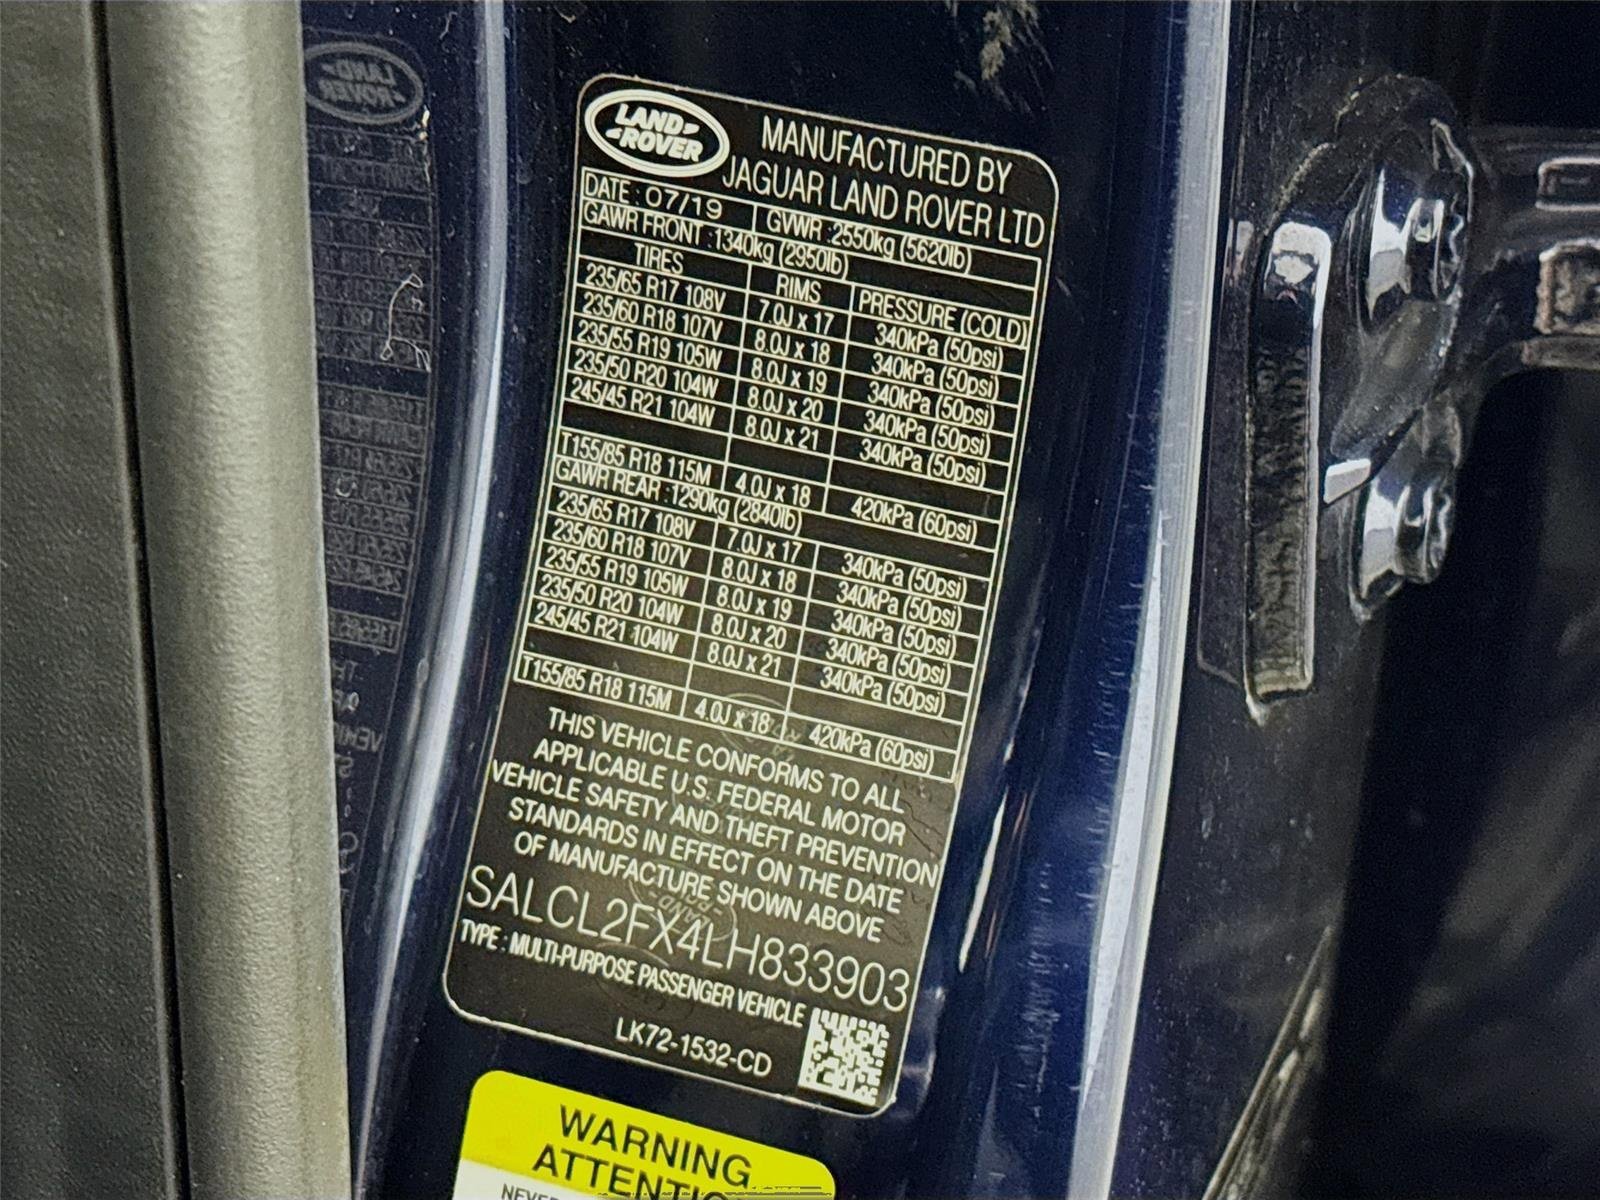 LAND
ROVER
MANUFACTURED BY
JAGUAR LAND ROVER LTD
DATE : 07/19 GVWR :2550kg (5620lb)
GAWR FRONT :1340kg (2950lb)
TIRES RIMS PRESSURE (COLD)
235/65 R17 108V 7.0J x 17 340kPa (50psi)
235/60 R18 107V 8.0J x 18 340kPa (50psi)
235/55 R19 105W 8.0J x 19 340kPa (50psi)
235/50 R20 104W 8.0J x 20 340kPa (50psi)
245/45 R21 104W 8.0J x 21 340kPa (50psi)
T155/85 R18 115M 4.0J x 18 420kPa (60psi)
GAWR REAR :1290kg (2840lb)
235/65 R17 108V 7.0J x 17 340kPa (50psi)
235/60 R18 107V 8.0J x 18 340kPa (50psi)
235/55 R19 105W 8.0J x 19 340kPa (50psi)
235/50 R20 104W 8.0J x 20 340kPa (50psi)
245/45 R21 104W 8.0J x 21 340kPa (50psi)
T155/85 R18 115M 4.0J x 18 420kPa (60psi)
THIS VEHICLE CONFORMS TO ALL
APPLICABLE U.S. FEDERAL MOTOR
VEHICLE SAFETY AND THEFT PREVENTION
STANDARDS IN EFFECT ON THE DATE
OF MANUFACTURE SHOWN ABOVE
SALCL2FX4LH833903
TYPE : MULTI-PURPOSE PASSENGER VEHICLE
LK72-1532-CD
WARNING